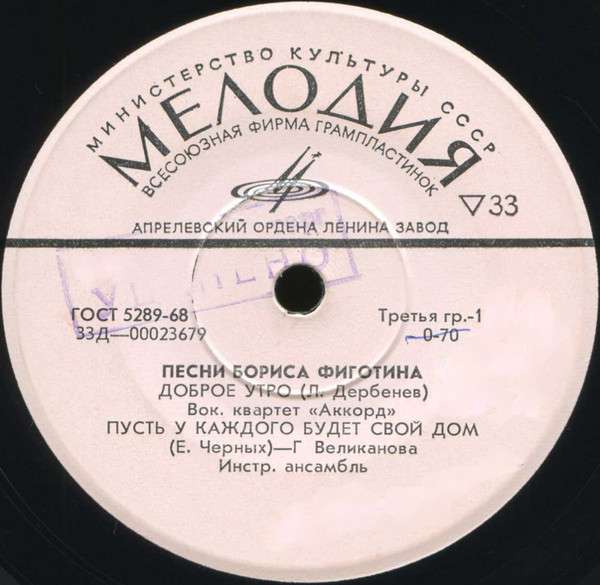 МИНИСТЕРСТВО КУЛЬТУРЫ СССР
МЕЛОДИЯ
ВСЕСОЮЗНАЯ ФИРМА ГРАМПЛАСТИНОК
▽33
АПРЕЛЕВСКИЙ ОРДЕНА ЛЕНИНА ЗАВОД
ГОСТ 5289-68
Третья гр.-1
33Д—00023679
0-70
ПЕСНИ БОРИСА ФИГОТИНА
ДОБРОЕ УТРО (Л. Дербенев)
Вок. квартет «Аккорд»
ПУСТЬ У КАЖДОГО БУДЕТ СВОЙ ДОМ
(Е. Черных)—Г Великанова
Инстр. ансамбль